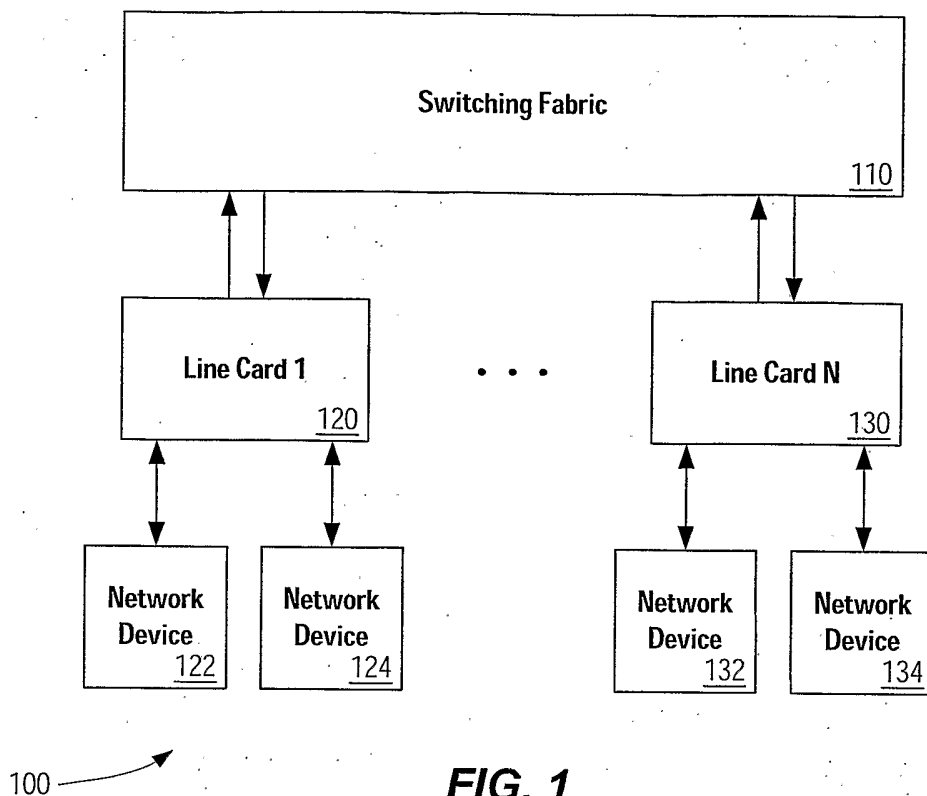 Switching Fabric
110
Line Card 1
120
. . .
Line Card N
130
Network
Device
122
Network
Device
124
Network
Device
132
Network
Device
134
100
FIG. 1